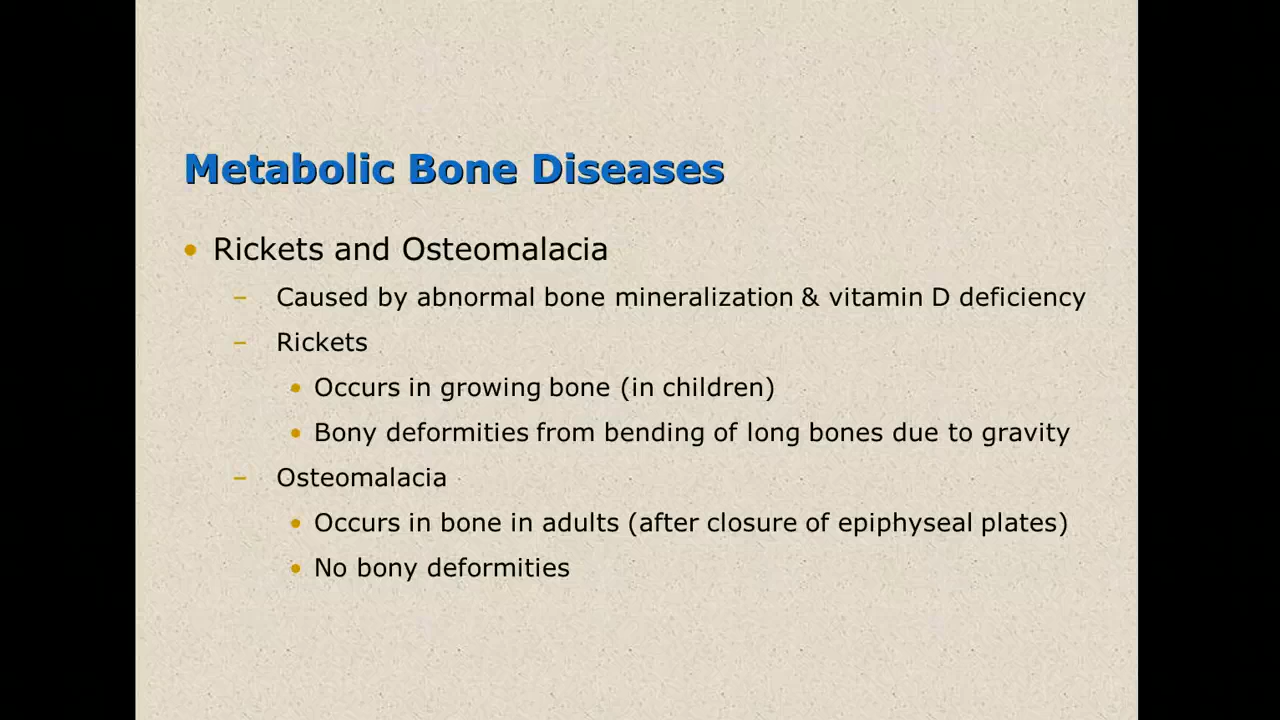 Metabolic Bone Diseases
• Rickets and Osteomalacia
– Caused by abnormal bone mineralization & vitamin D deficiency
– Rickets
• Occurs in growing bone (in children)
• Bony deformities from bending of long bones due to gravity
– Osteomalacia
• Occurs in bone in adults (after closure of epiphyseal plates)
• No bony deformities